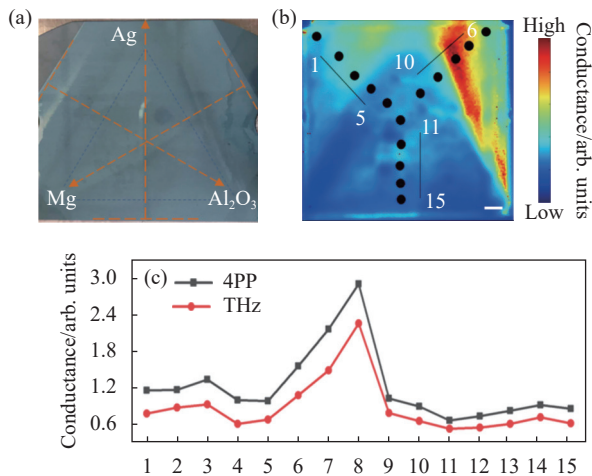 (a)
Ag
Mg
Al₂O₃
(b)
1
5
10
6
11
15
High
Low
Conductance/arb. units
(c)
4PP
THz
Conductance/arb. units
3.0
2.4
1.8
1.2
0.6
1 2 3 4 5 6 7 8 9 10 11 12 13 14 15